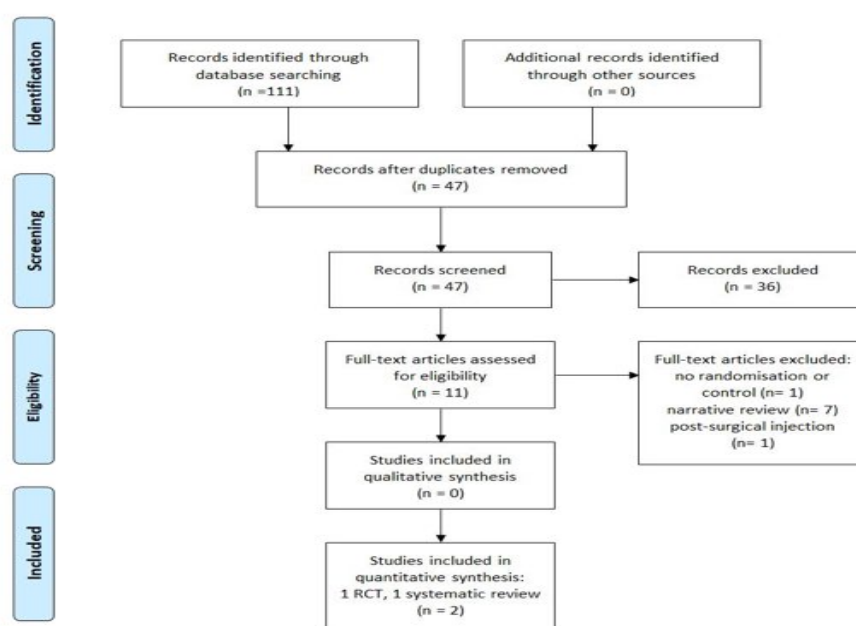 Identification
Records identified through
database searching
(n =111)
Additional records identified
through other sources
(n = 0)
Records after duplicates removed
(n = 47)
Screening
Records screened
(n = 47)
Records excluded
(n = 36)
Eligibility
Full-text articles assessed
for eligibility
(n = 11)
Full-text articles excluded:
no randomisation or
control (n= 1)
narrative review (n= 7)
post-surgical injection
(n= 1)
Studies included in
qualitative synthesis
(n = 0)
Included
Studies included in
quantitative synthesis:
1 RCT, 1 systematic review
(n = 2)